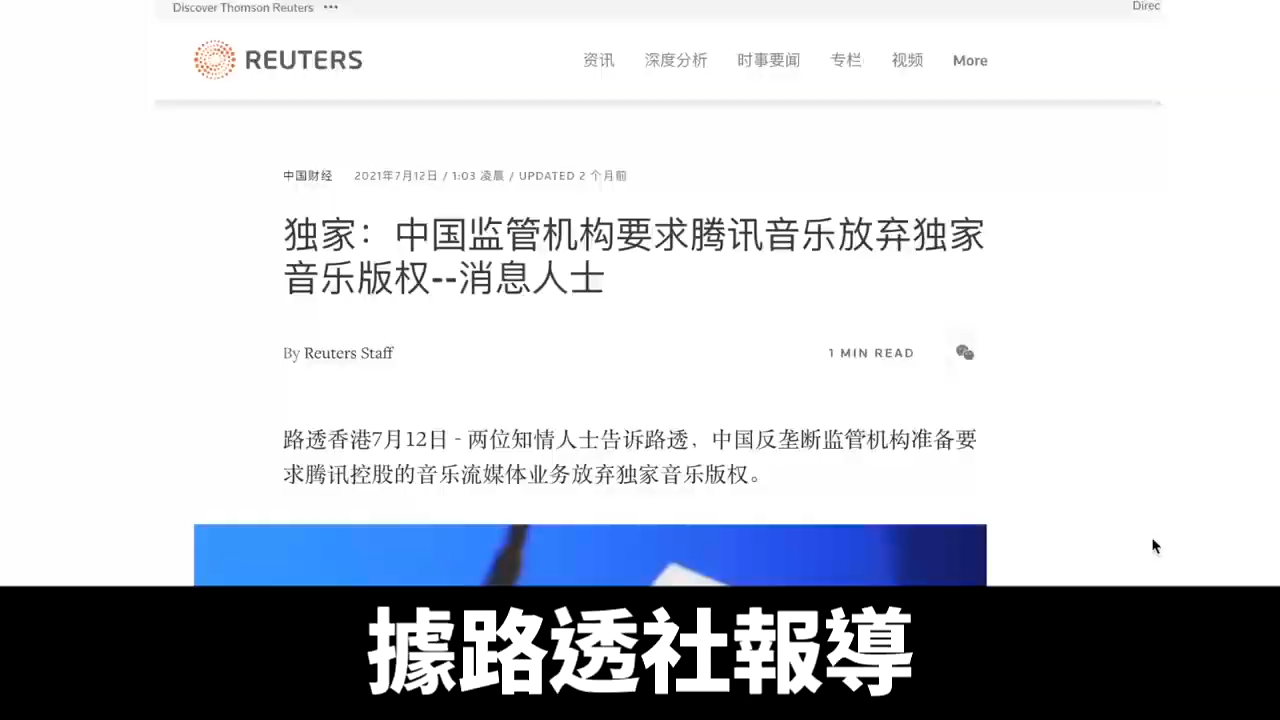 Discover Thomson Reuters •••
Direc
REUTERS
资讯 深度分析 时事要闻 专栏 视频 More
中国财经 2021年7月12日 / 1:03 凌晨 / UPDATED 2 个月前
独家：中国监管机构要求腾讯音乐放弃独家
音乐版权--消息人士
By Reuters Staff
1 MIN READ
路透香港7月12日 - 两位知情人士告诉路透，中国反垄断监管机构准备要
求腾讯控股的音乐流媒体业务放弃独家音乐版权。
據路透社報導